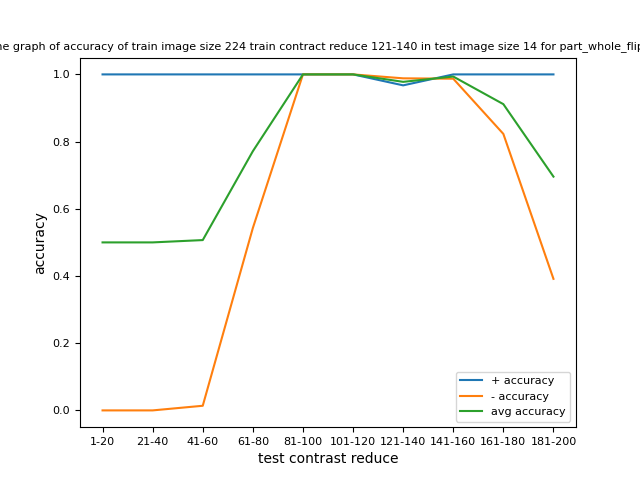 graph of accuracy of train image size 224 train contract reduce 121-140 in test image size 14 for
1.0
0.8
0.6
0.4
0.2
0.0
accuracy
+ accuracy
- accuracy
avg accuracy
1-20 21-40 41-60 61-80 81-100 101-120 121-140 141-160 161-180 181-200
test contrast reduce